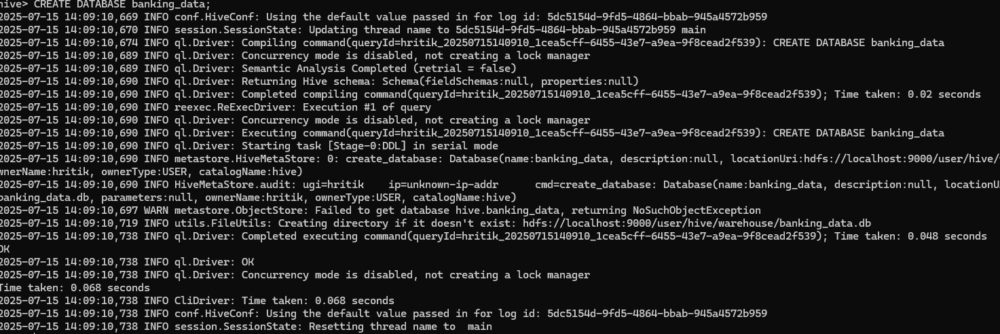 hive> CREATE DATABASE banking_data;
2025-07-15 14:09:10,669 INFO conf.HiveConf: Using the default value passed in for log id: 5dc5154d-9fd5-4864-bbab-945a4572b959
2025-07-15 14:09:10,670 INFO session.SessionState: Updating thread name to 5dc5154d-9fd5-4864-bbab-945a4572b959 main
2025-07-15 14:09:10,674 INFO ql.Driver: Compiling command(queryId=hritik_20250715140910_1cea5cff-6455-43e7-a9ea-9f8cead2f539): CREATE DATABASE banking_data
2025-07-15 14:09:10,689 INFO ql.Driver: Concurrency mode is disabled, not creating a lock manager
2025-07-15 14:09:10,689 INFO ql.Driver: Semantic Analysis Completed (retrial = false)
2025-07-15 14:09:10,690 INFO ql.Driver: Returning Hive schema: Schema(fieldSchemas:null, properties:null)
2025-07-15 14:09:10,690 INFO ql.Driver: Completed compiling command(queryId=hritik_20250715140910_1cea5cff-6455-43e7-a9ea-9f8cead2f539); Time taken: 0.02 seconds
2025-07-15 14:09:10,690 INFO reexec.ReExecDriver: Execution #1 of query
2025-07-15 14:09:10,690 INFO ql.Driver: Concurrency mode is disabled, not creating a lock manager
2025-07-15 14:09:10,690 INFO ql.Driver: Executing command(queryId=hritik_20250715140910_1cea5cff-6455-43e7-a9ea-9f8cead2f539): CREATE DATABASE banking_data
2025-07-15 14:09:10,690 INFO ql.Driver: Starting task [Stage-0:DDL] in serial mode
2025-07-15 14:09:10,690 INFO metastore.HiveMetaStore: 0: create_database: Database(name:banking_data, description:null, locationUri:hdfs://localhost:9000/user/hive/
wnerName:hritik, ownerType:USER, catalogName:hive)
2025-07-15 14:09:10,690 INFO HiveMetaStore.audit: ugi=hritik ip=unknown-ip-addr cmd=create_database: Database(name:banking_data, description:null, locationU
banking_data.db, parameters:null, ownerName:hritik, ownerType:USER, catalogName:hive)
2025-07-15 14:09:10,697 WARN metastore.ObjectStore: Failed to get database hive.banking_data, returning NoSuchObjectException
2025-07-15 14:09:10,719 INFO utils.FileUtils: Creating directory if it doesn't exist: hdfs://localhost:9000/user/hive/warehouse/banking_data.db
2025-07-15 14:09:10,738 INFO ql.Driver: Completed executing command(queryId=hritik_20250715140910_1cea5cff-6455-43e7-a9ea-9f8cead2f539); Time taken: 0.048 seconds
OK
2025-07-15 14:09:10,738 INFO ql.Driver: OK
2025-07-15 14:09:10,738 INFO ql.Driver: Concurrency mode is disabled, not creating a lock manager
Time taken: 0.068 seconds
2025-07-15 14:09:10,738 INFO CliDriver: Time taken: 0.068 seconds
2025-07-15 14:09:10,738 INFO conf.HiveConf: Using the default value passed in for log id: 5dc5154d-9fd5-4864-bbab-945a4572b959
2025-07-15 14:09:10,738 INFO session.SessionState: Resetting thread name to  main